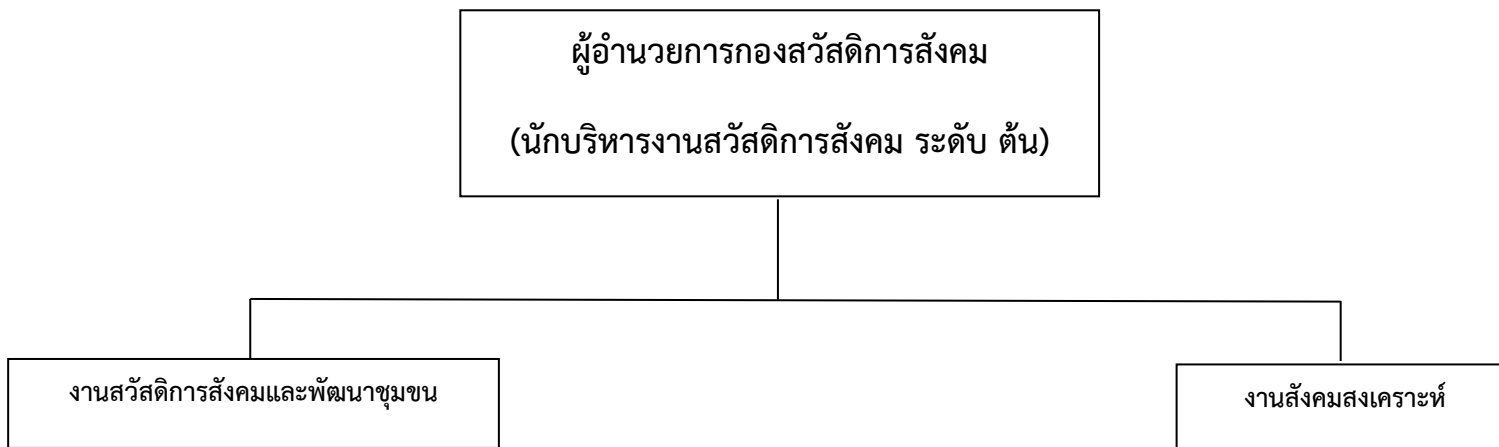 ผู้อำนวยการกองสวัสดิการสังคม
(นักบริหารงานสวัสดิการสังคม ระดับ ต้น)
งานสวัสดิการสังคมและพัฒนาชุมขน
งานสังคมสงเคราะห์